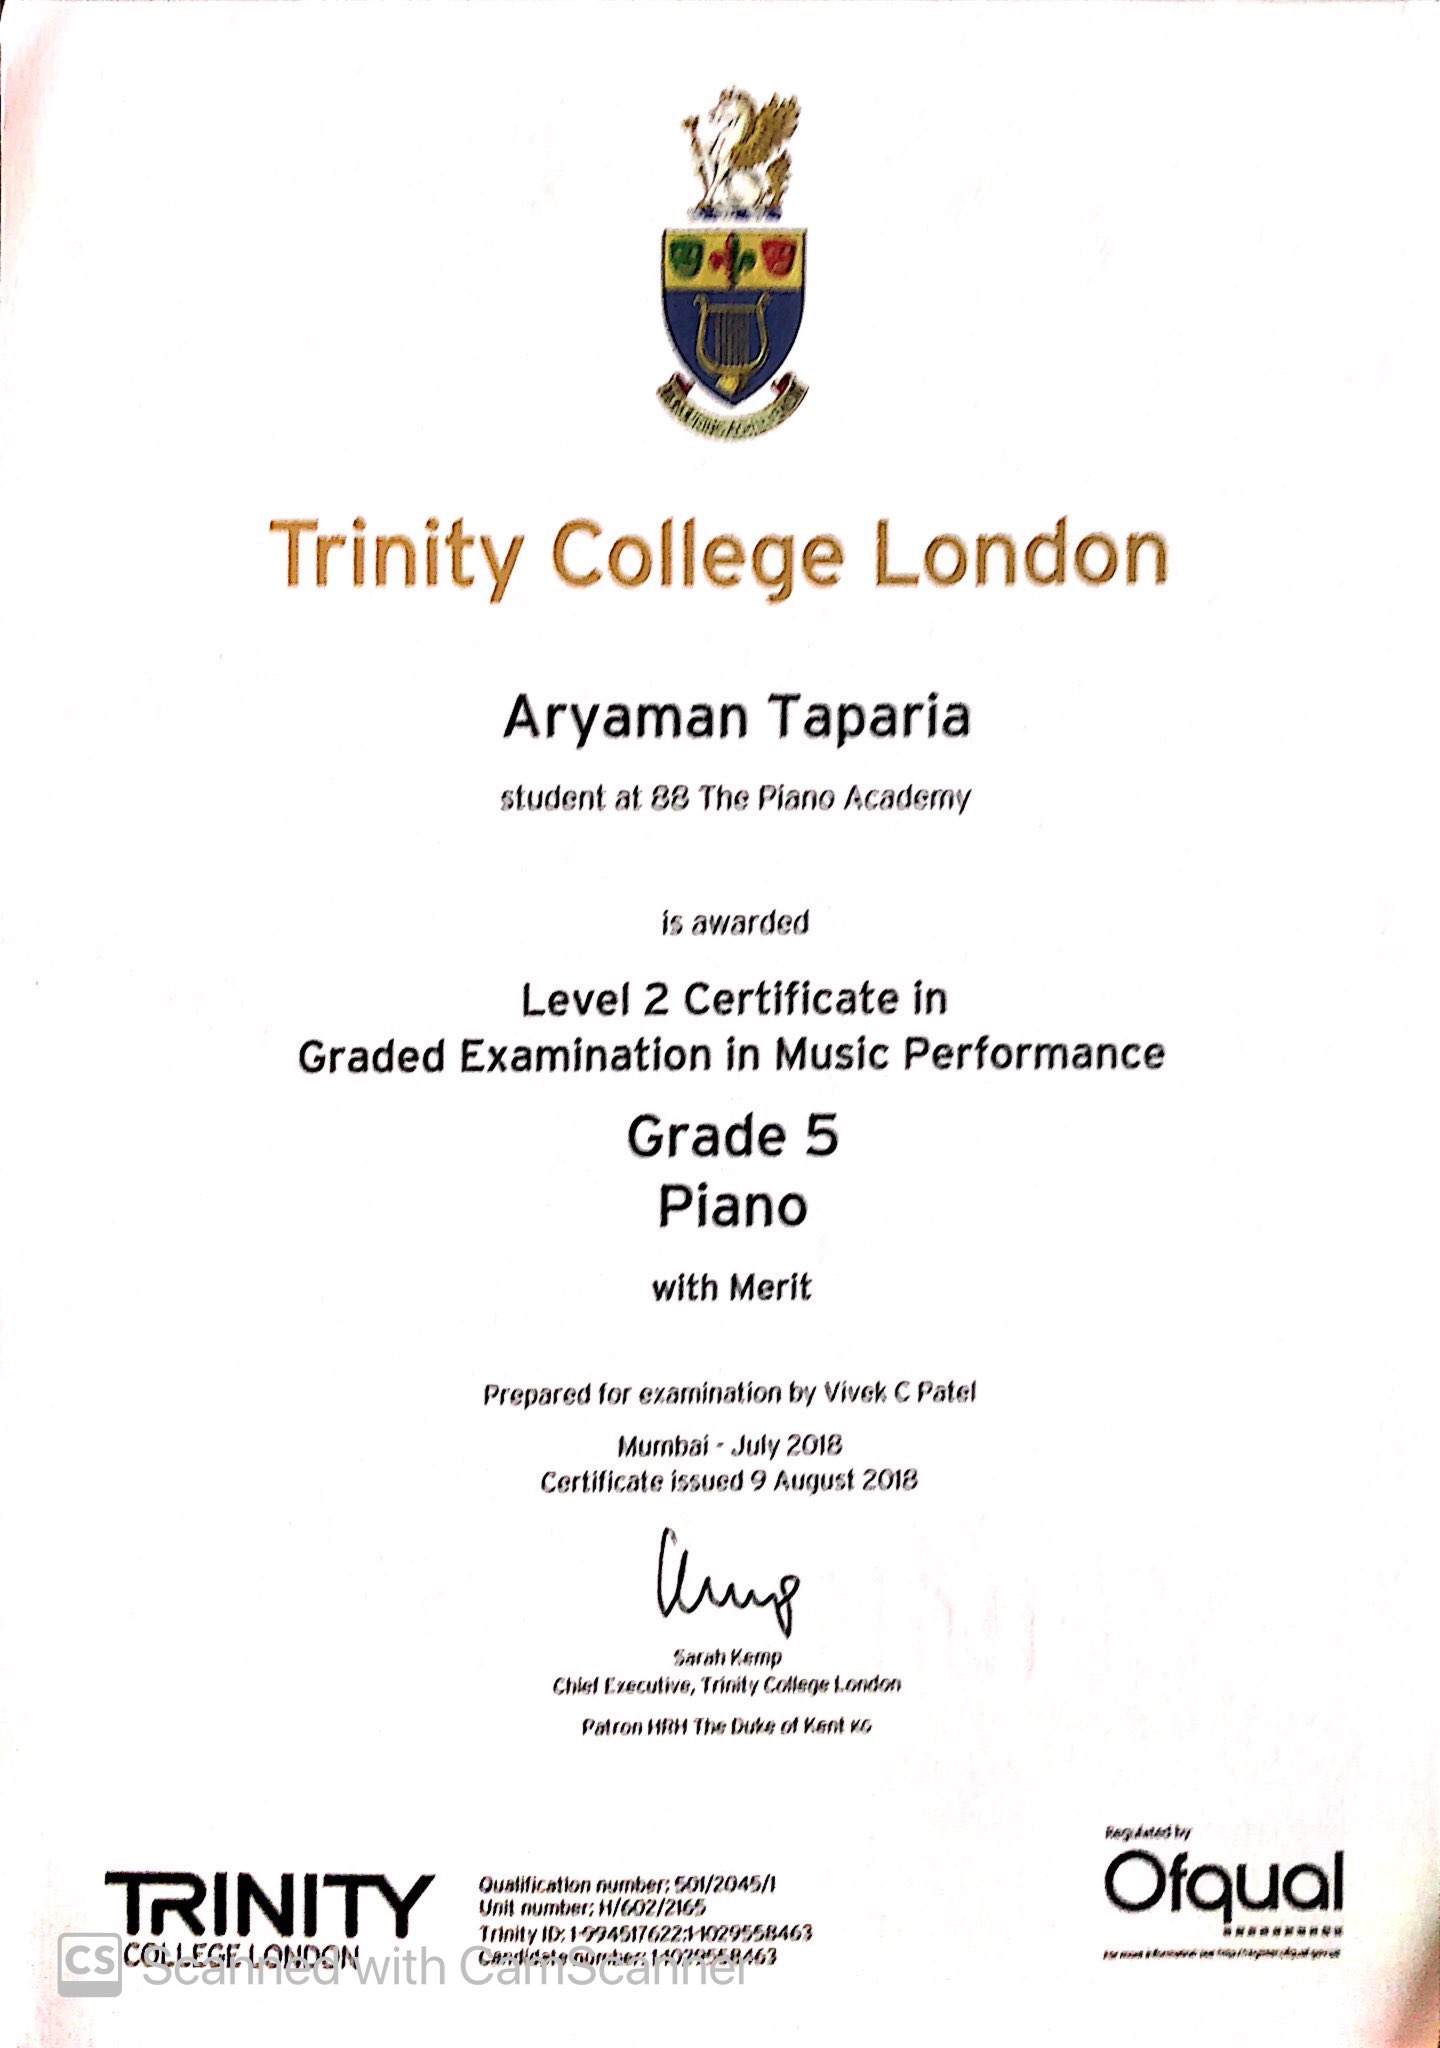 Trinity College London
Aryaman Taparia
student at 88 The Piano Academy
is awarded
Level 2 Certificate in
Graded Examination in Music Performance
Grade 5
Piano
with Merit
Prepared for examination by Vivek C Patel
Mumbai - July 2018
Certificate issued 9 August 2018
Sarah Kemp
Chief Executive, Trinity College London
Patron HRH The Duke of Kent KG
TRINITY
COLLEGE LONDON
Qualification number: 501/2045/1
Unit number: H/602/2165
Trinity ID: 1-994517622:1-1029558463
Candidate number: 1-1029558463
Regulated by
Ofqual
CS Scanned with CamScanner